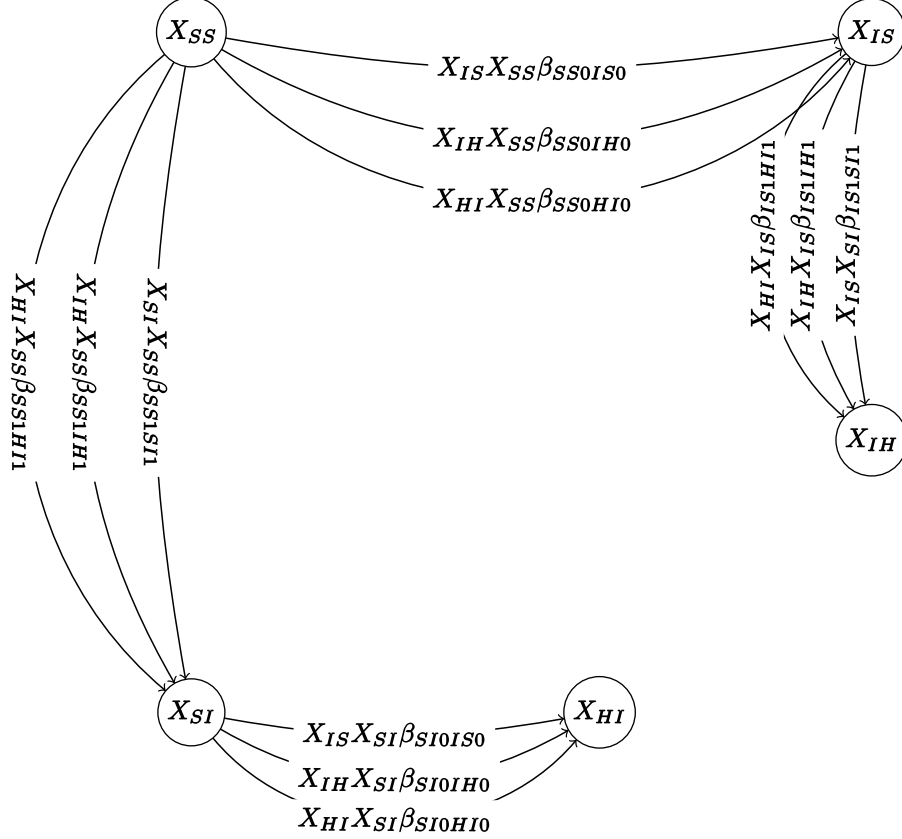 X_{SS}
X_{IS}
X_{IS}X_{SS}β_{SS0IS0}
X_{IH}X_{SS}β_{SS0IH0}
X_{HI}X_{SS}β_{SS0HI0}
X_{HI}X_{IS}β_{IS1HI1}
X_{IH}X_{IS}β_{IS1IH1}
X_{IS}X_{SI}β_{IS1SI1}
X_{HI}X_{SS}β_{SS1HI1}
X_{IH}X_{SS}β_{SS1IH1}
X_{SI}X_{SS}β_{SS1SI1}
X_{IH}
X_{SI}
X_{HI}
X_{IS}X_{SI}β_{SI0IS0}
X_{IH}X_{SI}β_{SI0IH0}
X_{HI}X_{SI}β_{SI0HI0}